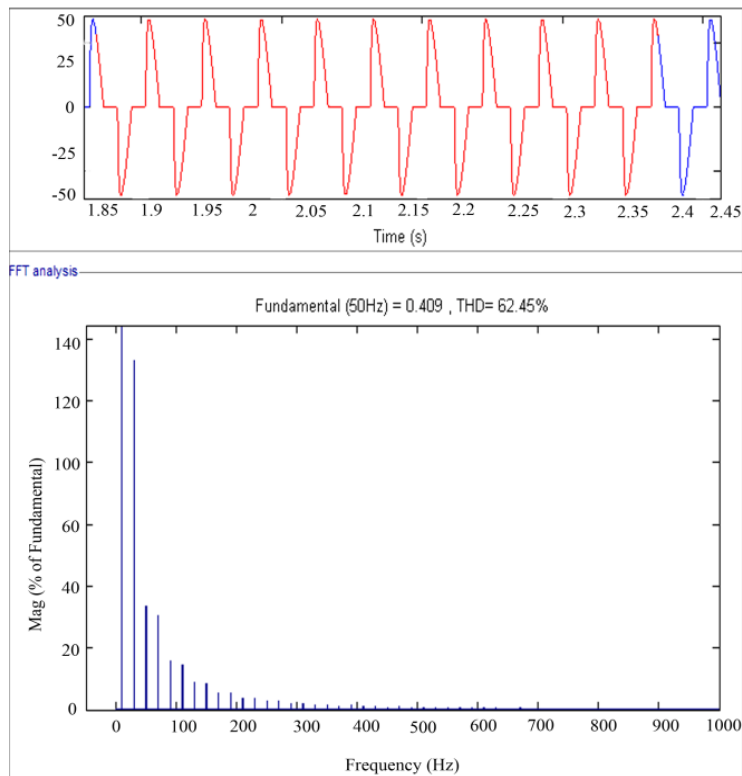 50
25
0
-25
-50
1.85 1.9 1.95 2 2.05 2.1 2.15 2.2 2.25 2.3 2.35 2.4 2.45
Time (s)
FFT analysis
Fundamental (50Hz) = 0.409 , THD= 62.45%
140
120
100
80
60
40
20
0
Mag (% of Fundamental)
0 100 200 300 400 500 600 700 800 900 1000
Frequency (Hz)